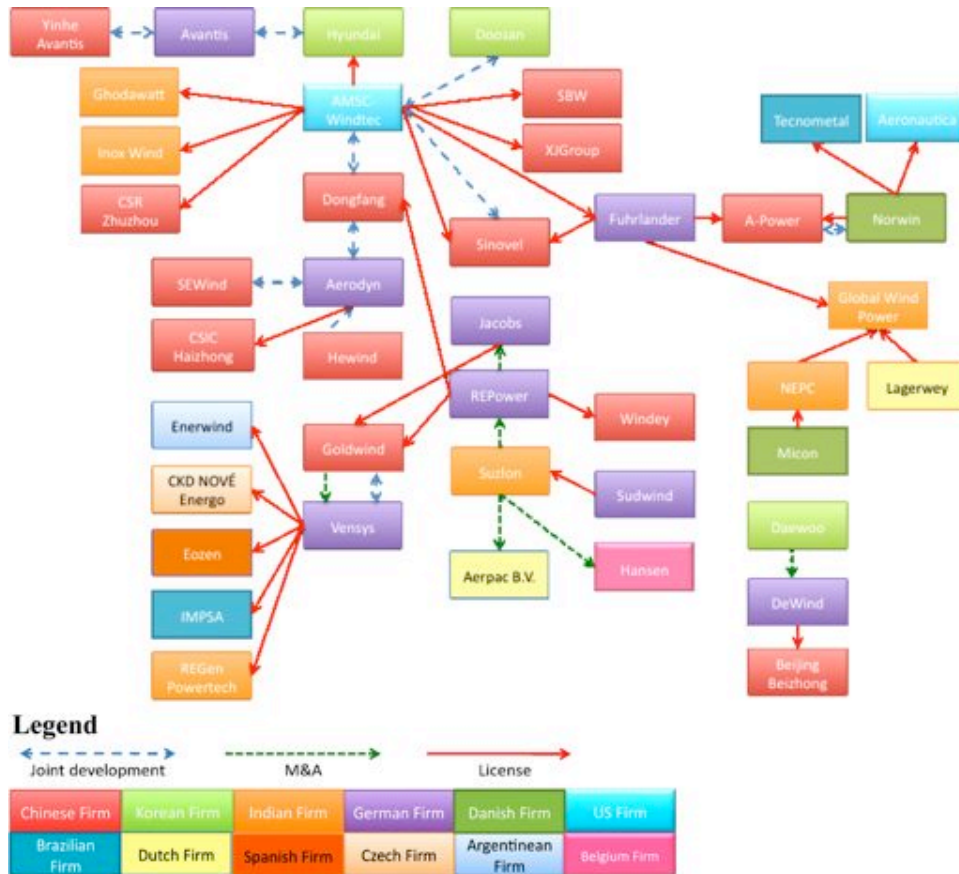 Yinhe
Avantis
Avantis
Hyundai
Doosan
Ghodawatt
AMSC-
Windtec
SBW
Tecnometal
Aeronautica
Inox Wind
XJGroup
CSR
Zhuzhou
Dongfang
Sinovel
Fuhrlander
A-Power
Norwin
SEWind
Aerodyn
Global Wind
Power
CSIC
Haizhong
Hewind
Jacobs
REPower
NEPC
Lagerwey
Enerwind
Goldwind
Windey
Micon
CKD NOVÉ
Energo
Suzlon
Sudwind
Vensys
Daewoo
Eozen
Aerpac B.V.
Hansen
DeWind
IMPSA
REGen
Powertech
Beijing
Beizhong
Legend
Joint development
M&A
License
Chinese Firm
Korean Firm
Indian Firm
German Firm
Danish Firm
US Firm
Brazilian
Firm
Dutch Firm
Spanish Firm
Czech Firm
Argentinean
Firm
Belgium Firm